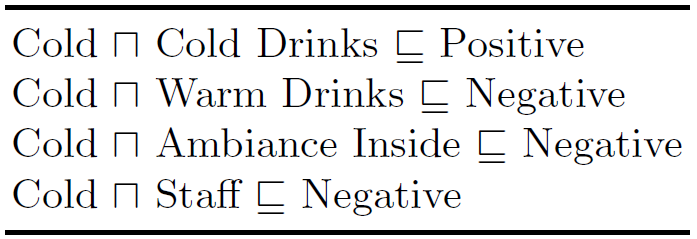 Cold ⊓ Cold Drinks ⊑ Positive
Cold ⊓ Warm Drinks ⊑ Negative
Cold ⊓ Ambiance Inside ⊑ Negative
Cold ⊓ Staff ⊑ Negative